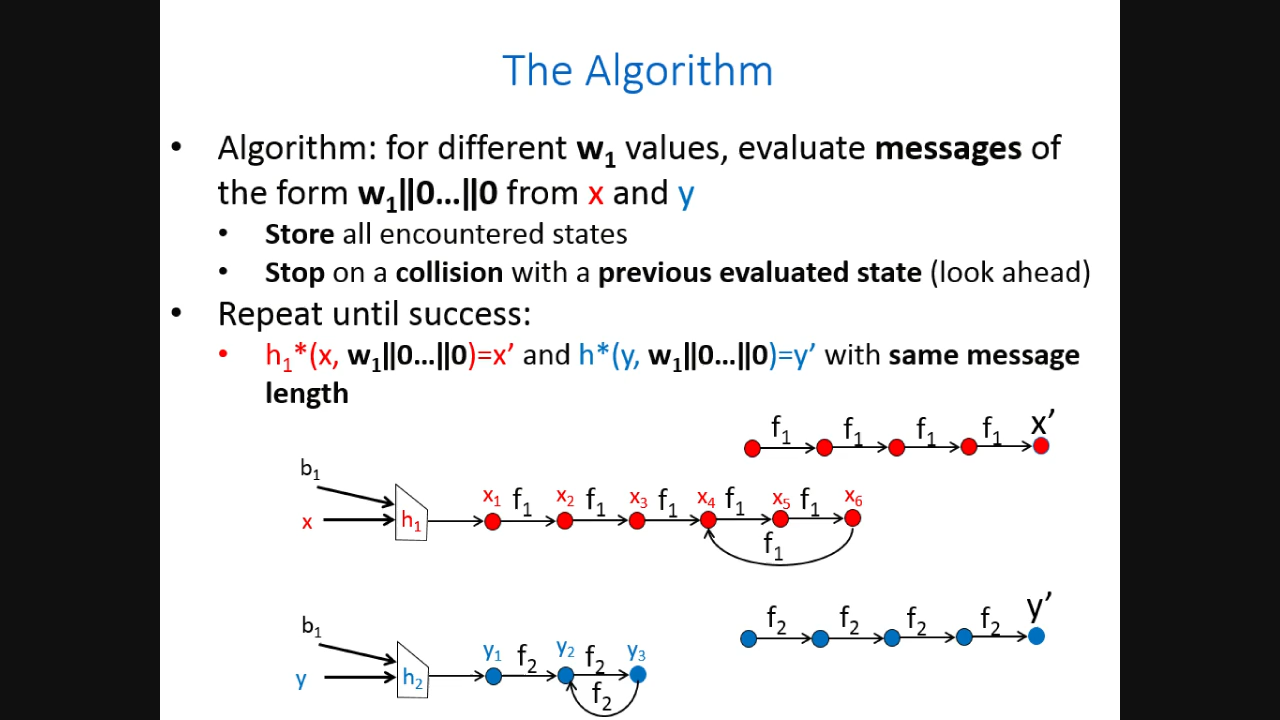 The Algorithm
• Algorithm: for different w₁ values, evaluate messages of
the form w₁||0...||0 from x and y
• Store all encountered states
• Stop on a collision with a previous evaluated state (look ahead)
• Repeat until success:
• h₁*(x, w₁||0...||0)=x’ and h*(y, w₁||0...||0)=y’ with same message
length
f₁ f₁ f₁ f₁ x’
b₁
x₁ f₁ x₂ f₁ x₃ f₁ x₄ f₁ x₅ f₁ x₆
x h₁
f₁
f₂ f₂ f₂ f₂ y’
b₁
y₁ f₂ y₂ f₂ y₃
y h₂
f₂